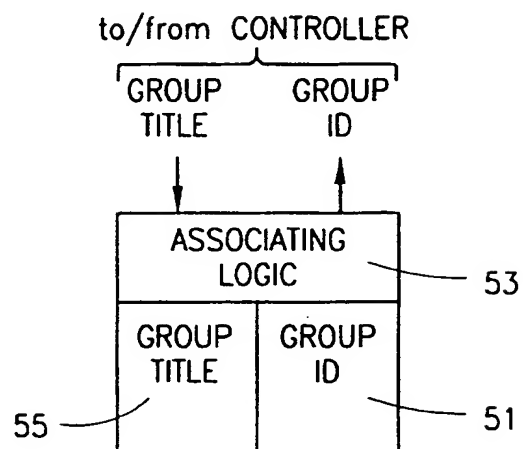 to/from CONTROLLER
GROUP TITLE
GROUP ID
ASSOCIATING LOGIC
53
GROUP TITLE
GROUP ID
55
51